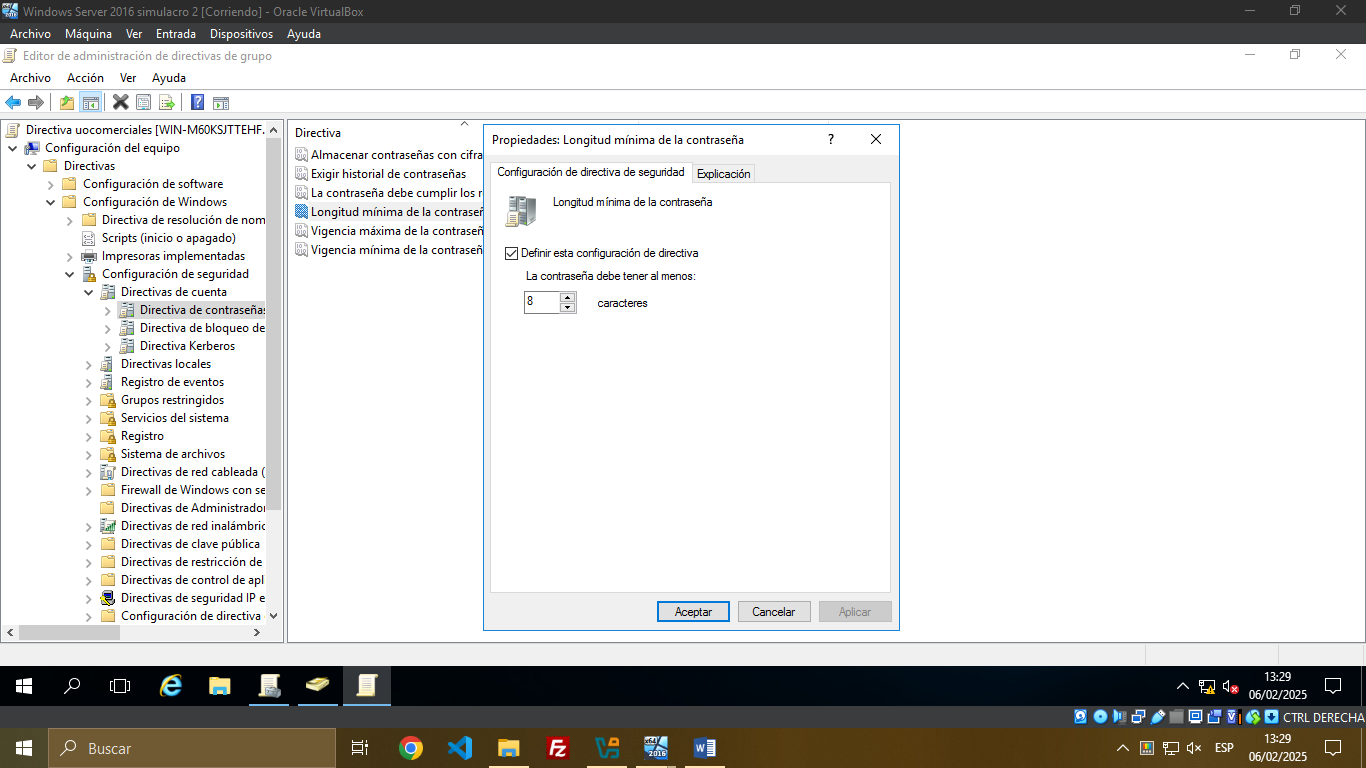 Windows Server 2016 simulacro 2 [Corriendo] - Oracle VirtualBox
Archivo Máquina Ver Entrada Dispositivos Ayuda
Editor de administración de directivas de grupo
Archivo Acción Ver Ayuda
Directiva uocomerciales [WIN-M60KSJTTEHF.
Configuración del equipo
Directivas
Configuración de software
Configuración de Windows
Directiva de resolución de nom
Scripts (inicio o apagado)
Impresoras implementadas
Configuración de seguridad
Directivas de cuenta
Directiva de contraseñas
Directiva de bloqueo de
Directiva Kerberos
Directivas locales
Registro de eventos
Grupos restringidos
Servicios del sistema
Registro
Sistema de archivos
Directivas de red cableada (
Firewall de Windows con se
Directivas de Administrador
Directivas de red inalámbric
Directivas de clave pública
Directivas de restricción de
Directivas de control de apl
Directivas de seguridad IP e
Configuración de directiva
Directiva
Almacenar contraseñas con cifra
Exigir historial de contraseñas
La contraseña debe cumplir los r
Longitud mínima de la contraseñ
Vigencia máxima de la contraseñ
Vigencia mínima de la contraseñ
Propiedades: Longitud mínima de la contraseña
?
Configuración de directiva de seguridad Explicación
Longitud mínima de la contraseña
Definir esta configuración de directiva
La contraseña debe tener al menos:
8 caracteres
Aceptar Cancelar Aplicar
13:29
06/02/2025
CTRL DERECHA
Buscar
x64
2016
ESP
13:29
06/02/2025